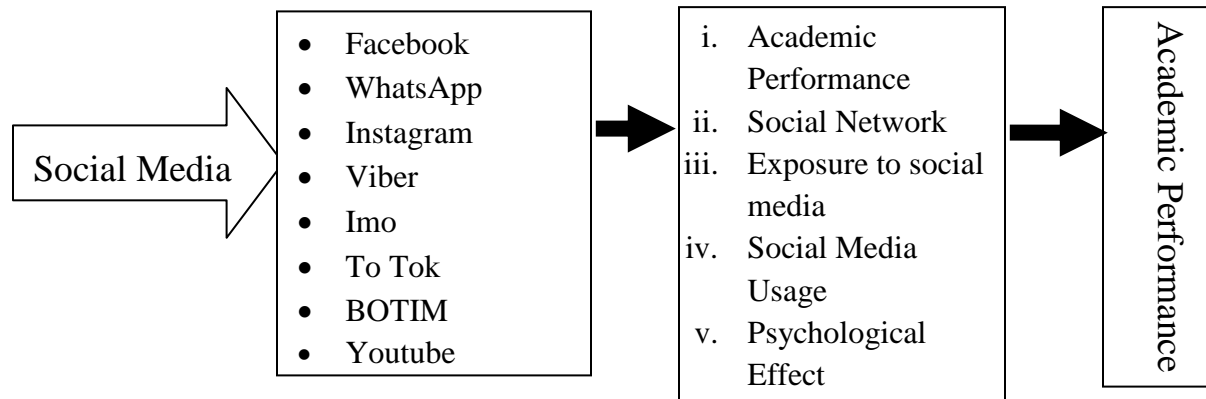 Social Media
• Facebook
• WhatsApp
• Instagram
• Viber
• Imo
• To Tok
• BOTIM
• Youtube
i. Academic
Performance
ii. Social Network
iii. Exposure to social
media
iv. Social Media
Usage
v. Psychological
Effect
Academic Performance